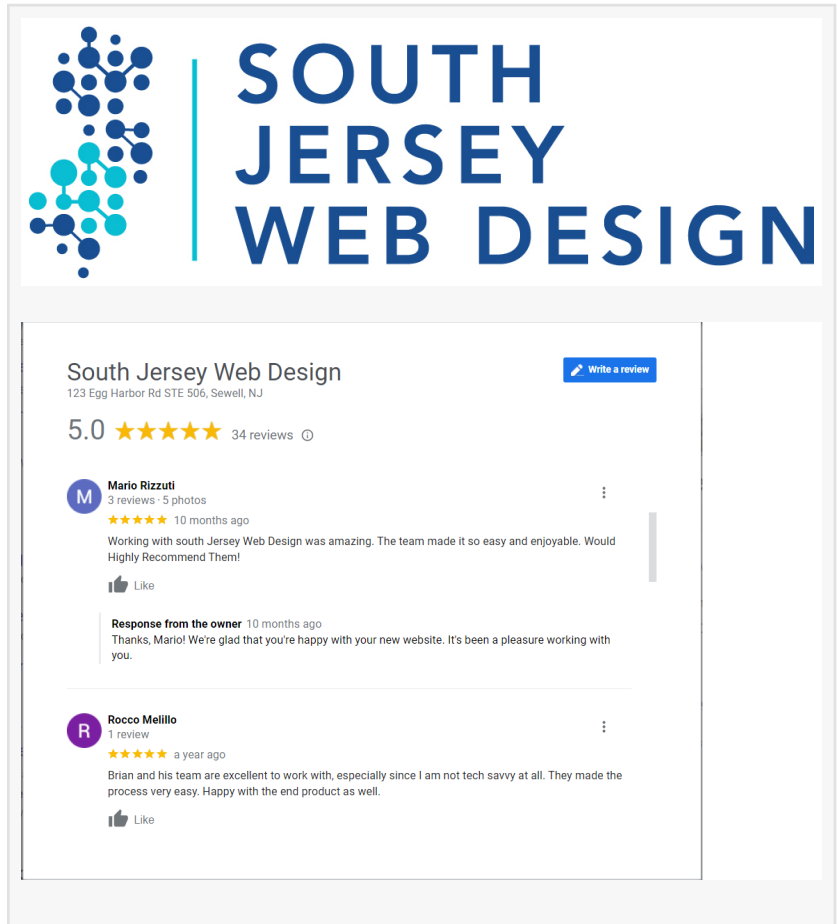 SOUTH
JERSEY
WEB DESIGN
South Jersey Web Design
Write a review
123 Egg Harbor Rd STE 506, Sewell, NJ
5.0 ★★★★★ 34 reviews
M
Mario Rizzuti
3 reviews · 5 photos
★★★★★ 10 months ago
Working with south Jersey Web Design was amazing. The team made it so easy and enjoyable. Would
Highly Recommend Them!
Like
Response from the owner 10 months ago
Thanks, Mario! We're glad that you're happy with your new website. It's been a pleasure working with
you.
R
Rocco Melillo
1 review
★★★★★ a year ago
Brian and his team are excellent to work with, especially since I am not tech savvy at all. They made the
process very easy. Happy with the end product as well.
Like